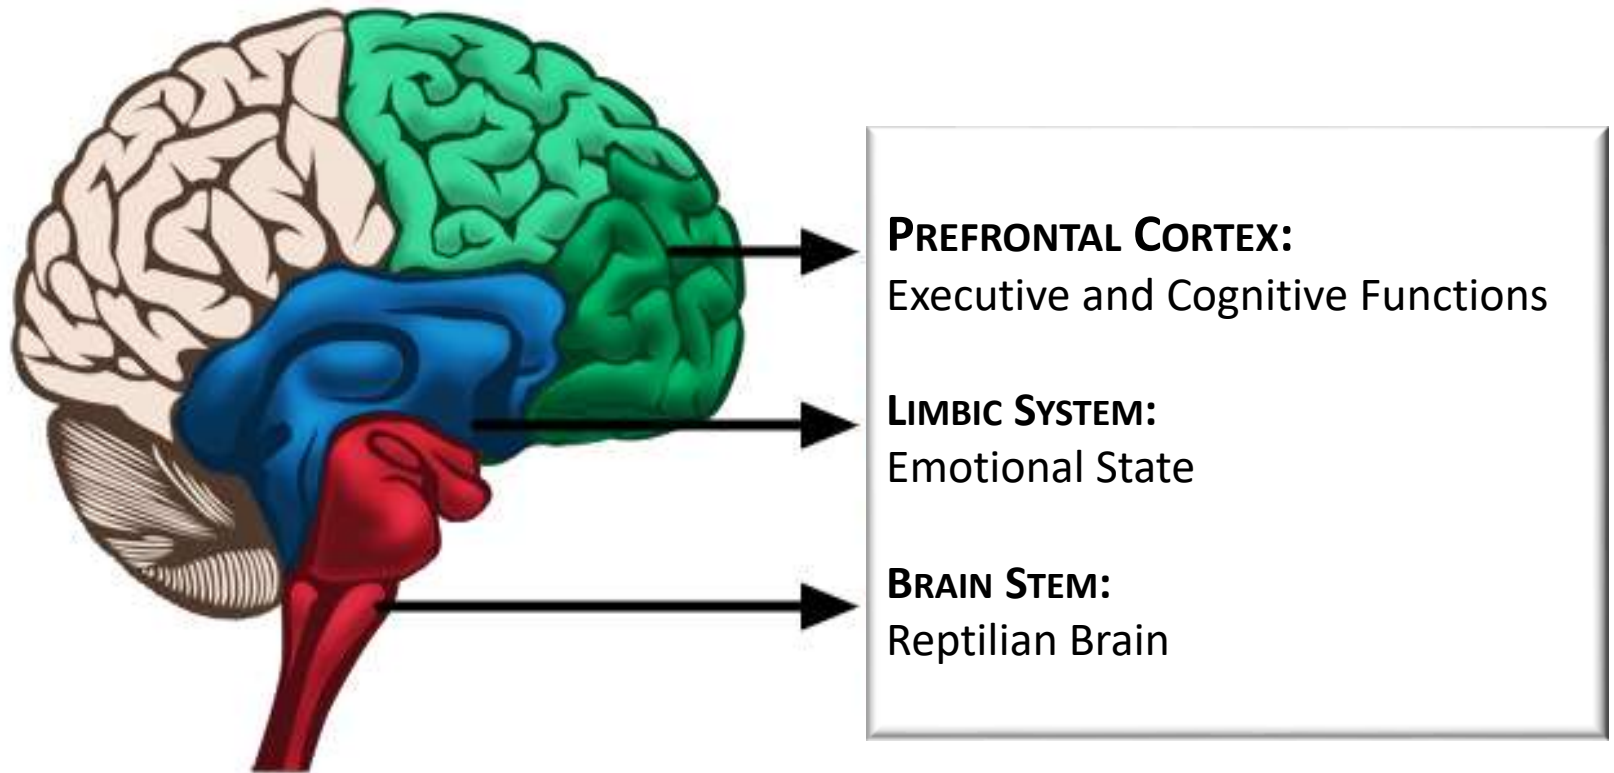 PREFRONTAL CORTEX:
Executive and Cognitive Functions
LIMBIC SYSTEM:
Emotional State
BRAIN STEM:
Reptilian Brain